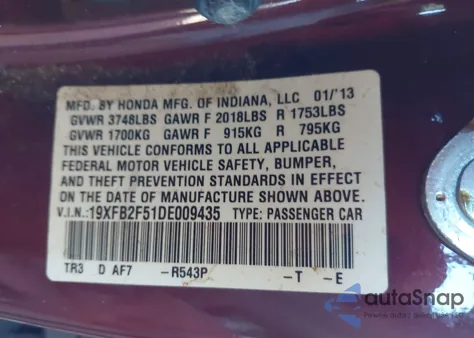 MFD. BY HONDA MFG. OF INDIANA, LLC 01/'13
GVWR 3748LBS GAWR F 2018LBS R 1753LBS
GVWR 1700KG GAWR F 915KG R 795KG
THIS VEHICLE CONFORMS TO ALL APPLICABLE
FEDERAL MOTOR VEHICLE SAFETY, BUMPER,
AND THEFT PREVENTION STANDARDS IN EFFECT
ON THE DATE OF MANUFACTURE SHOWN ABOVE.
V.I.N.:19XFB2F51DE009435 TYPE: PASSENGER CAR
TR3 D AF7 -R543P -T -E
autoSnap